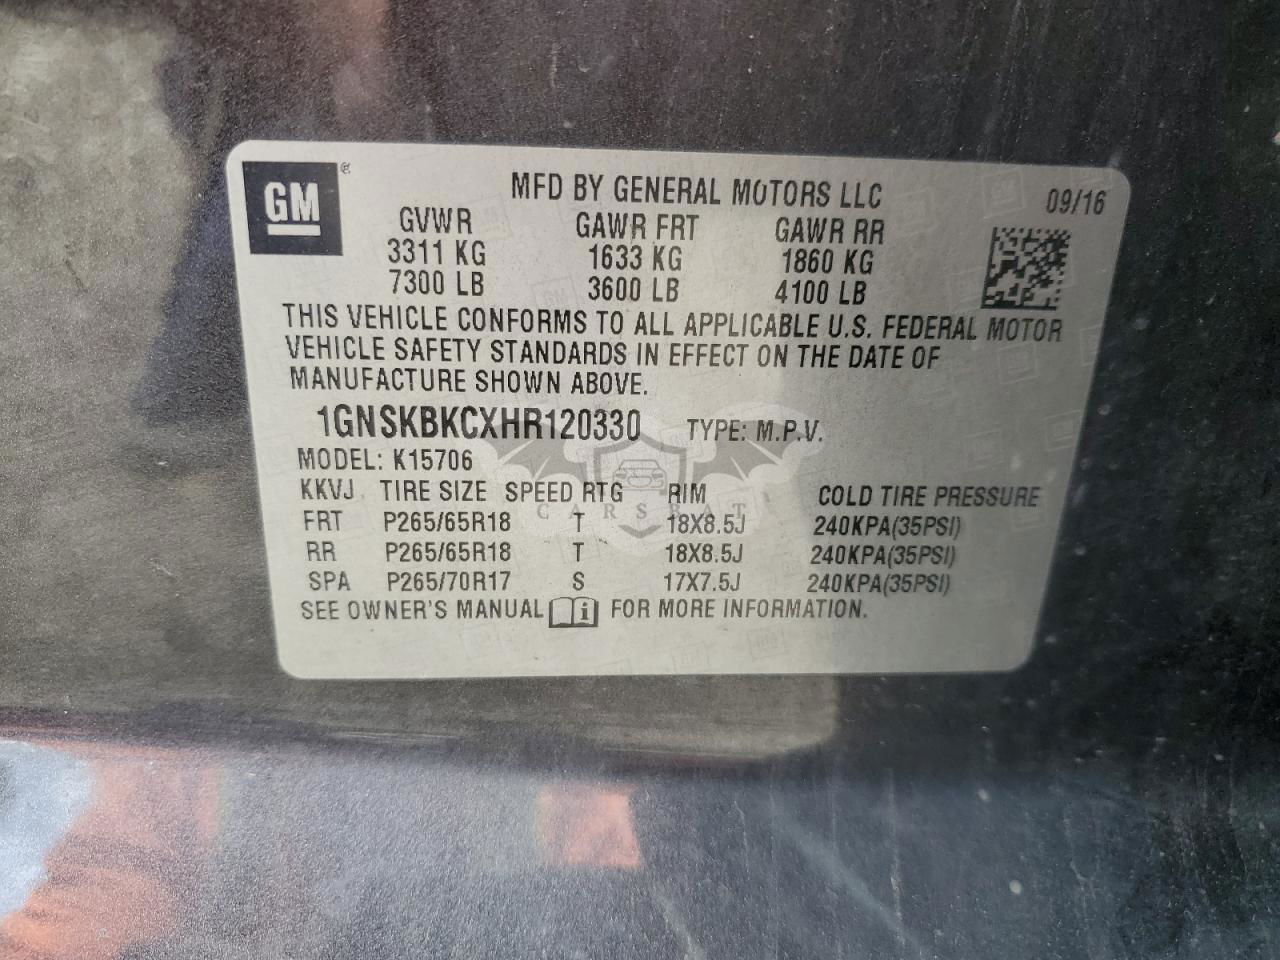 GM
MFD BY GENERAL MOTORS LLC 09/16
GVWR GAWR FRT GAWR RR
3311 KG 1633 KG 1860 KG
7300 LB 3600 LB 4100 LB
THIS VEHICLE CONFORMS TO ALL APPLICABLE U.S. FEDERAL MOTOR
VEHICLE SAFETY STANDARDS IN EFFECT ON THE DATE OF
MANUFACTURE SHOWN ABOVE.
1GNSKBKCXHR120330 TYPE: M.P.V.
MODEL: K15706
KKVJ TIRE SIZE SPEED RTG RIM COLD TIRE PRESSURE
CARSBAT
FRT P265/65R18 T 18X8.5J 240KPA(35PSI)
RR P265/65R18 T 18X8.5J 240KPA(35PSI)
SPA P265/70R17 S 17X7.5J 240KPA(35PSI)
SEE OWNER'S MANUAL i FOR MORE INFORMATION.